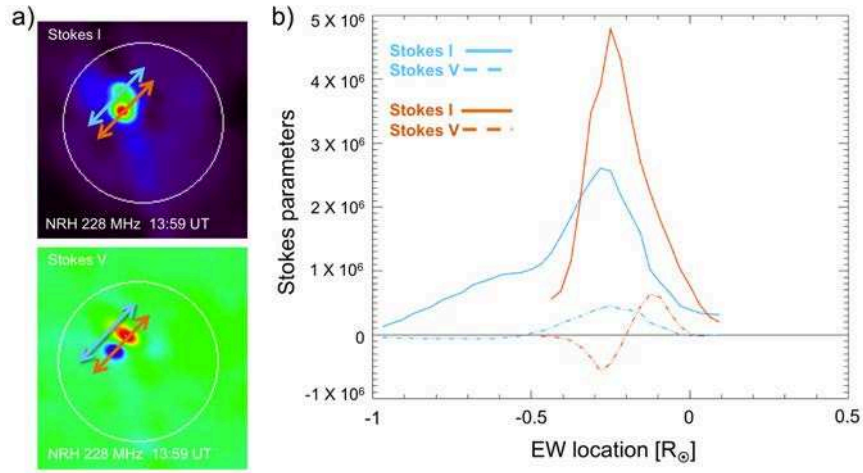 a)
Stokes I
NRH 228 MHz 13:59 UT
Stokes V
NRH 228 MHz 13:59 UT
b)
Stokes I
Stokes V
Stokes I
Stokes V
Stokes parameters
5 X 10⁶
4 X 10⁶
3 X 10⁶
2 X 10⁶
1 X 10⁶
0
-1 X 10⁶
-1
-0.5
0
0.5
EW location [R☉]